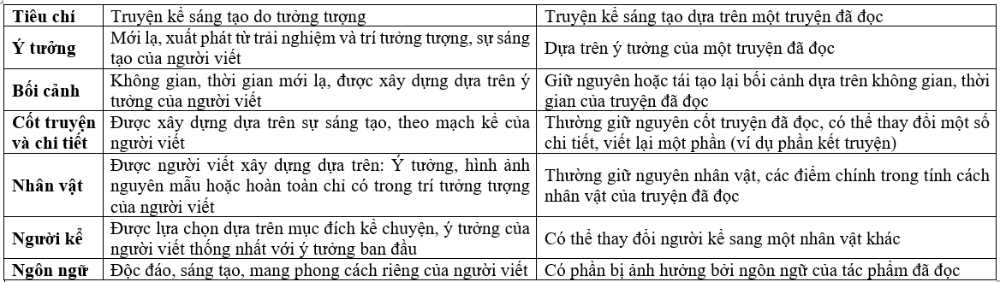 Tiêu chí | Truyện kể sáng tạo do tưởng tượng | Truyện kể sáng tạo dựa trên một truyện đã đọc
Ý tưởng | Mới lạ, xuất phát từ trải nghiệm và trí tưởng tượng, sự sáng
tạo của người viết | Dựa trên ý tưởng của một truyện đã đọc
Bối cảnh | Không gian, thời gian mới lạ, được xây dựng dựa trên ý
tưởng của người viết | Giữ nguyên hoặc tái tạo lại bối cảnh dựa trên không gian, thời
gian của truyện đã đọc
Cốt truyện
và chi tiết | Được xây dựng dựa trên sự sáng tạo, theo mạch kể của
người viết | Thường giữ nguyên cốt truyện đã đọc, có thể thay đổi một số
chi tiết, viết lại một phần (ví dụ phần kết truyện)
Nhân vật | Được người viết xây dựng dựa trên: Ý tưởng, hình ảnh
nguyên mẫu hoặc hoàn toàn chỉ có trong trí tưởng tượng
của người viết | Thường giữ nguyên nhân vật, các điểm chính trong tính cách
nhân vật của truyện đã đọc
Người kể | Được lựa chọn dựa trên mục đích kể chuyện, ý tưởng của
người viết thống nhất với ý tưởng ban đầu | Có thể thay đổi người kể sang một nhân vật khác
Ngôn ngữ | Độc đáo, sáng tạo, mang phong cách riêng của người viết | Có phần bị ảnh hưởng bởi ngôn ngữ của tác phẩm đã đọc